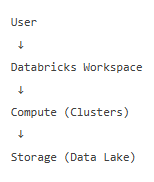 User
↓
Databricks Workspace
↓
Compute (Clusters)
↓
Storage (Data Lake)